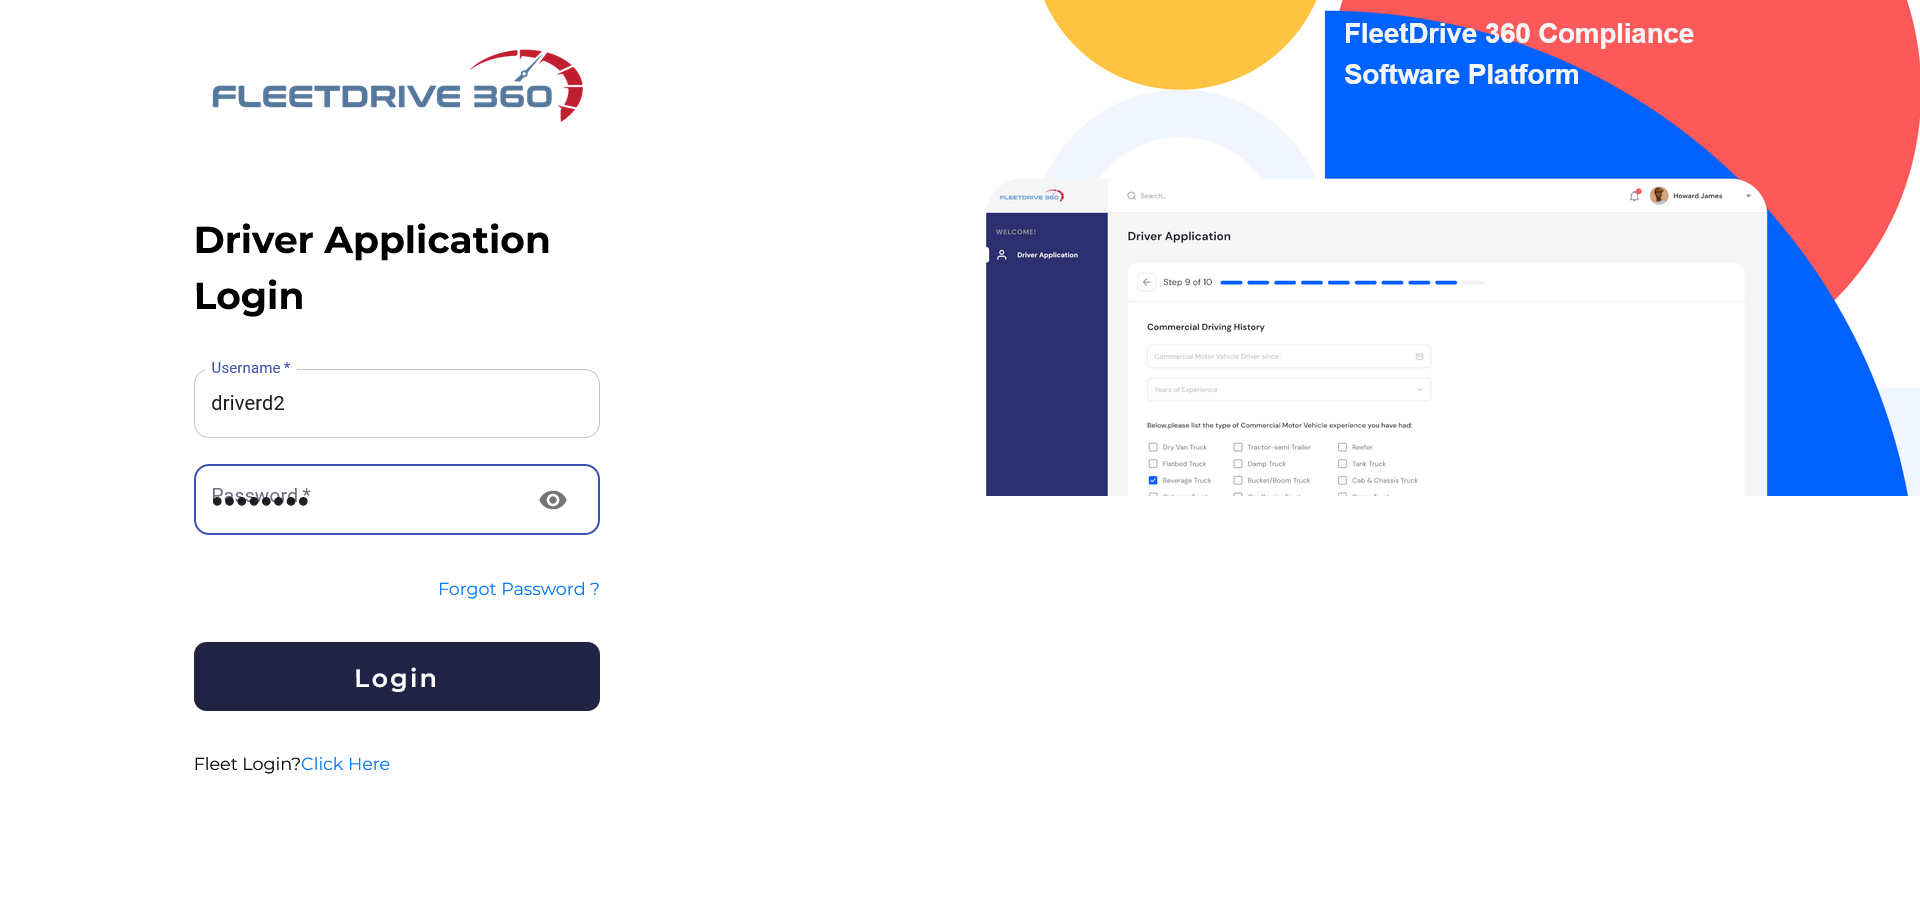 FLEETDRIVE 360
Driver Application
Login
Username *
driverd2
Password *
••••••••
Forgot Password ?
Login
Fleet Login?Click Here
FleetDrive 360 Compliance
Software Platform
FLEETDRIVE 360
Search...
Howard James
WELCOME!
Driver Application
Driver Application
Step 9 of 10
Commercial Driving History
Commercial Motor Vehicle Driver since :
Years of Experience
Below,please list the type of Commercial Motor Vehicle experience you have had:
Dry Van Truck Tractor-semi Trailer Reefer
Flatbed Truck Damp Truck Tank Truck
Beverage Truck Bucket/Boom Truck Cab & Chassis Truck